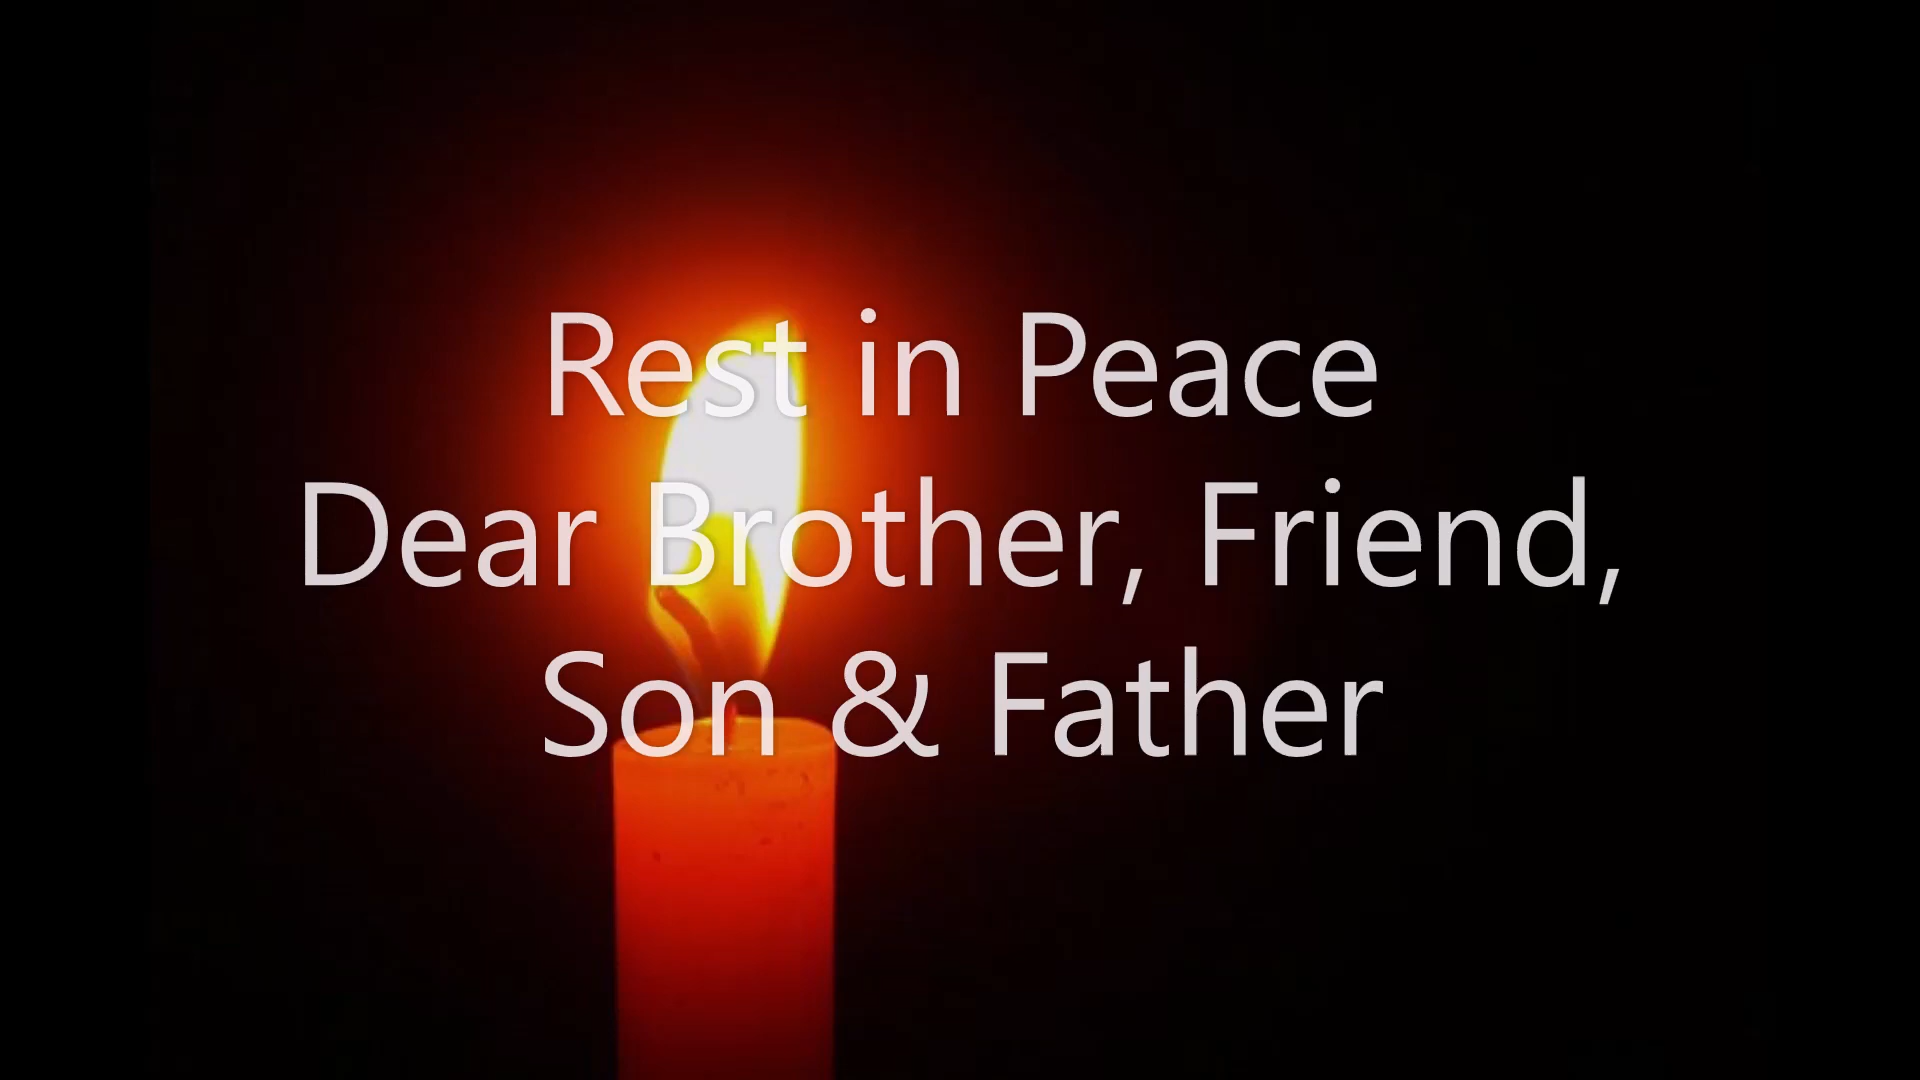 Rest in Peace
Dear Brother, Friend,
Son & Father